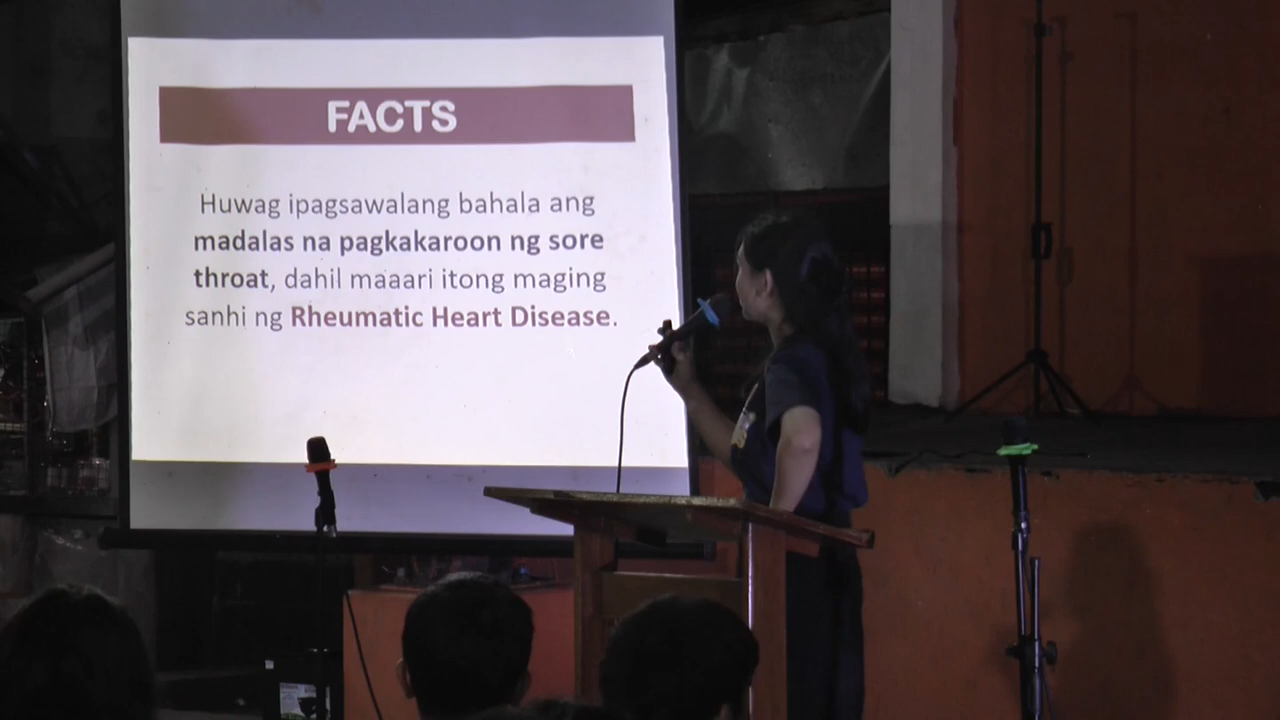 FACTS
Huwag ipagsawalang bahala ang
madalas na pagkakaroon ng sore
throat, dahil maaari itong maging
sanhi ng Rheumatic Heart Disease.